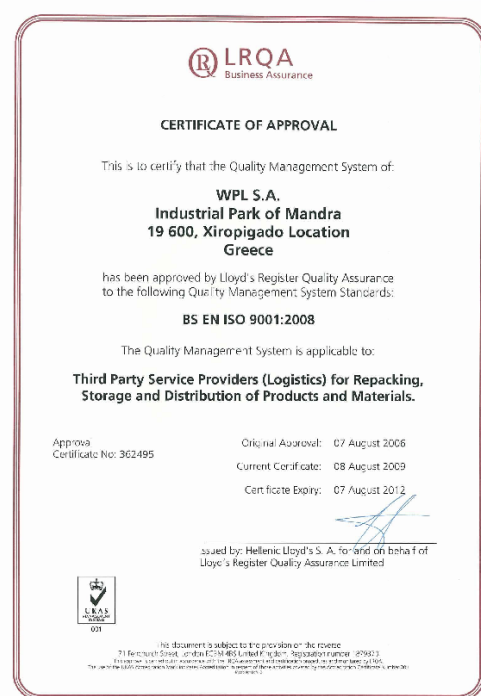 LRQA
Business Assurance
CERTIFICATE OF APPROVAL
This is to certify that the Quality Management System of:
WPL S.A.
Industrial Park of Mandra
19 600, Xiropigado Location
Greece
has been approved by Lloyd's Register Quality Assurance
to the following Quality Management System Standards:
BS EN ISO 9001:2008
The Quality Management System is applicable to:
Third Party Service Providers (Logistics) for Repacking,
Storage and Distribution of Products and Materials.
Approval
Certificate No: 362495
Original Approval: 07 August 2006
Current Certificate: 08 August 2009
Certificate Expiry: 07 August 2012
Issued by: Hellenic Lloyd's S. A. for and on behalf of
Lloyd's Register Quality Assurance Limited
UKAS
MANAGEMENT
SYSTEMS
001
This document is subject to the provision on the reverse
71 Fenchurch Street, London EC3M 4BS United Kingdom. Registration number 1879370